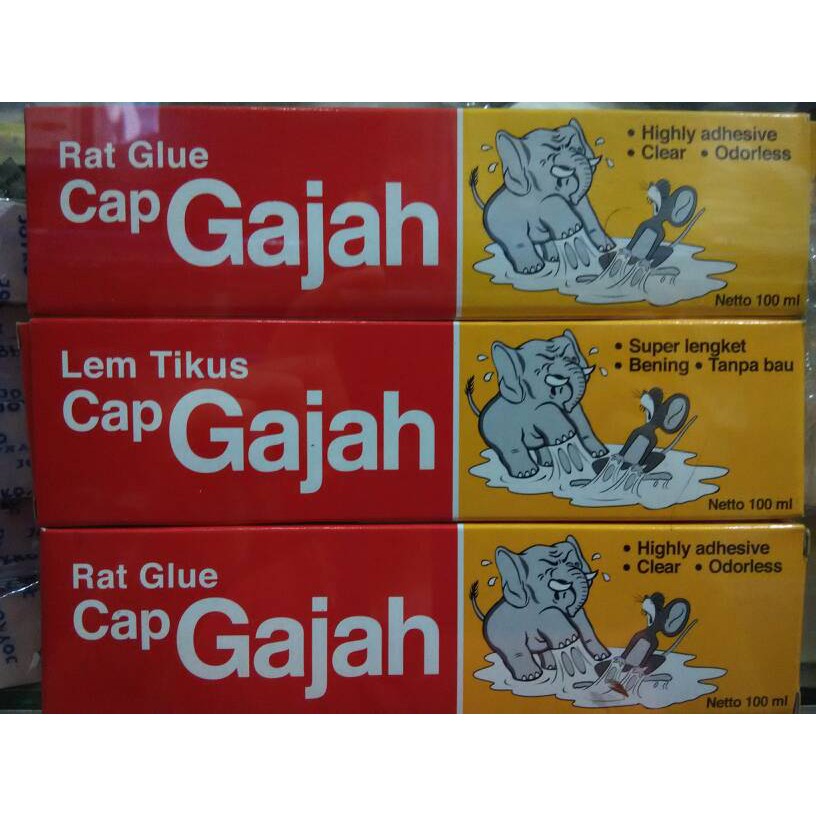 Rat Glue
Cap Gajah
• Highly adhesive
• Clear • Odorless
Netto 100 ml
Lem Tikus
Cap Gajah
• Super lengket
• Bening • Tanpa bau
Netto 100 ml
Rat Glue
Cap Gajah
• Highly adhesive
• Clear • Odorless
Netto 100 ml